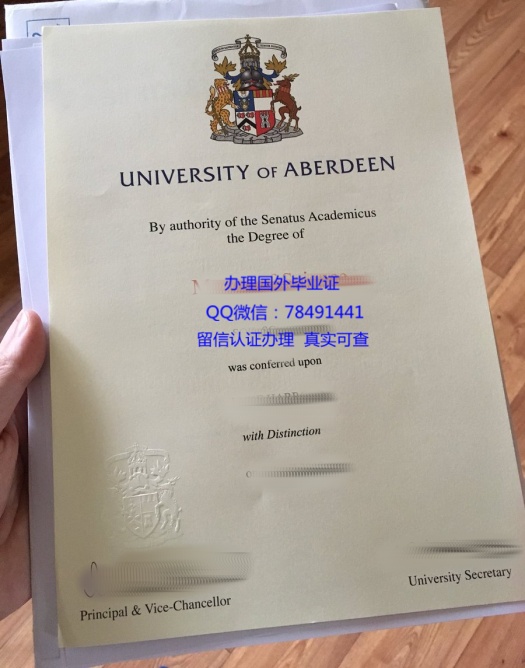 UNIVERSITY OF ABERDEEN
By authority of the Senatus Academicus
the Degree of
办理国外毕业证
QQ微信：78491441
留信认证办理 真实可查
was conferred upon
with Distinction
Principal & Vice-Chancellor
University Secretary